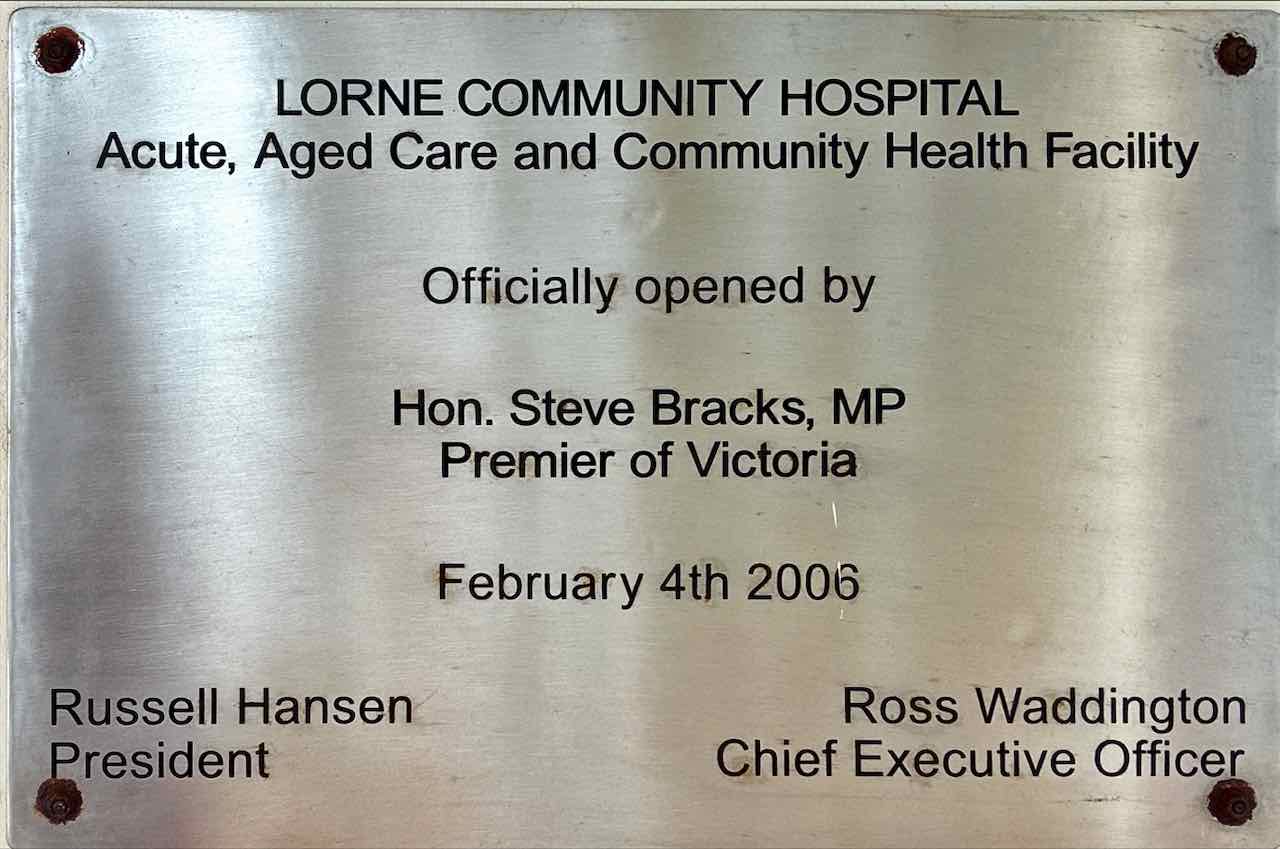 LORNE COMMUNITY HOSPITAL
Acute, Aged Care and Community Health Facility
Officially opened by
Hon. Steve Bracks, MP
Premier of Victoria
February 4th 2006
Russell Hansen
President
Ross Waddington
Chief Executive Officer